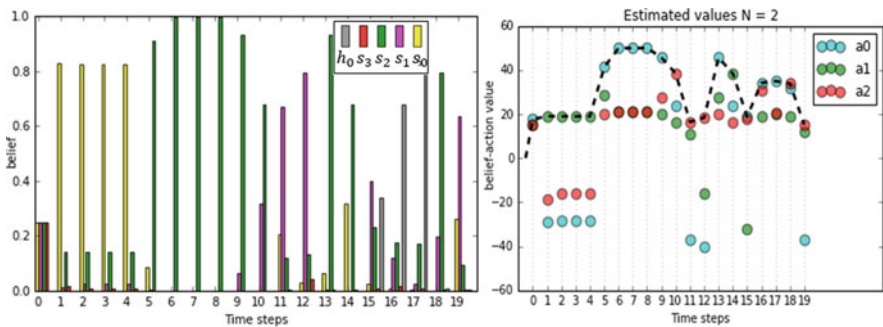 1.0
0.8
0.6
0.4
0.2
0.0
belief
h₀ s₃ s₂ s₁ s₀
0 1 2 3 4 5 6 7 8 9 10 11 12 13 14 15 16 17 18 19
Time steps
Estimated values N = 2
60
40
20
0
−20
−40
−60
belief-action value
a0
a1
a2
0 1 2 3 4 5 6 7 8 9 10 11 12 13 14 15 16 17 18 19
Time steps